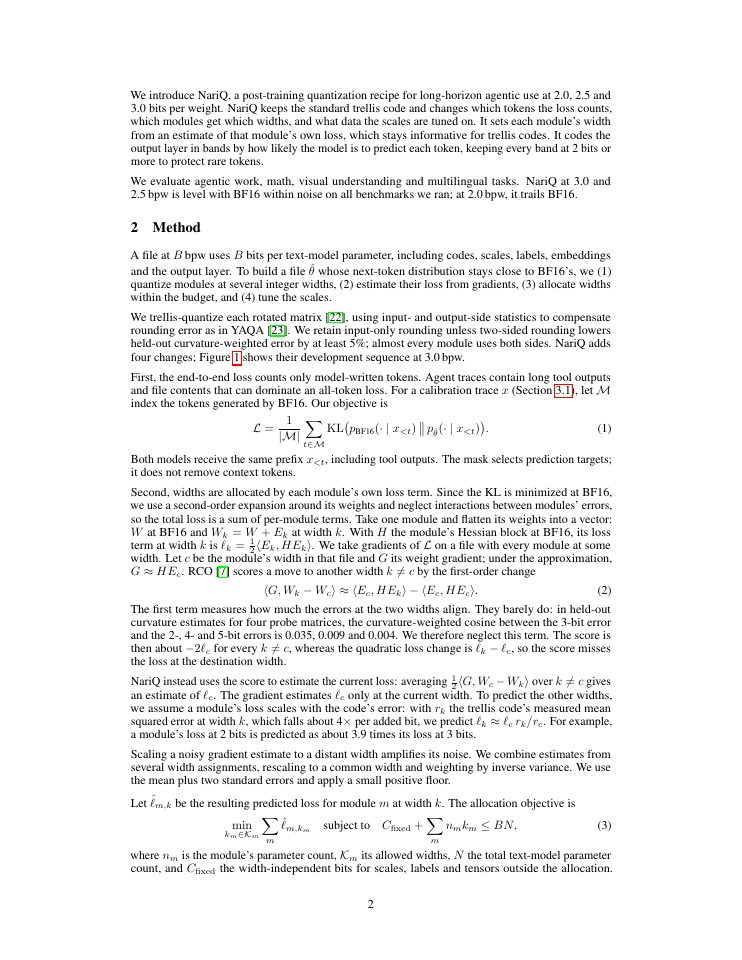 We introduce NariQ, a post-training quantization recipe for long-horizon agentic use at 2.0, 2.5 and
3.0 bits per weight. NariQ keeps the standard trellis code and changes which tokens the loss counts,
which modules get which widths, and what data the scales are tuned on. It sets each module's width
from an estimate of that module's own loss, which stays informative for trellis codes. It codes the
output layer in bands by how likely the model is to predict each token, keeping every band at 2 bits or
more to protect rare tokens.
We evaluate agentic work, math, visual understanding and multilingual tasks. NariQ at 3.0 and
2.5 bpw is level with BF16 within noise on all benchmarks we ran; at 2.0 bpw, it trails BF16.
2 Method
A file at B bpw uses B bits per text-model parameter, including codes, scales, labels, embeddings
and the output layer. To build a file θ̂ whose next-token distribution stays close to BF16's, we (1)
quantize modules at several integer widths, (2) estimate their loss from gradients, (3) allocate widths
within the budget, and (4) tune the scales.
We trellis-quantize each rotated matrix [22], using input- and output-side statistics to compensate
rounding error as in YAQA [23]. We retain input-only rounding unless two-sided rounding lowers
held-out curvature-weighted error by at least 5%; almost every module uses both sides. NariQ adds
four changes; Figure 1 shows their development sequence at 3.0 bpw.
First, the end-to-end loss counts only model-written tokens. Agent traces contain long tool outputs
and file contents that can dominate an all-token loss. For a calibration trace x (Section 3.1), let ℳ
index the tokens generated by BF16. Our objective is
ℒ = 1/|ℳ| ∑_{t∈ℳ} KL(p_BF16(· | x_{<t}) ‖ p_θ̂(· | x_{<t})). (1)
Both models receive the same prefix x_{<t}, including tool outputs. The mask selects prediction targets;
it does not remove context tokens.
Second, widths are allocated by each module's own loss term. Since the KL is minimized at BF16,
we use a second-order expansion around its weights and neglect interactions between modules' errors,
so the total loss is a sum of per-module terms. Take one module and flatten its weights into a vector:
W at BF16 and W_k = W + E_k at width k. With H the module's Hessian block at BF16, its loss
term at width k is ℓ_k = ½⟨E_k, HE_k⟩. We take gradients of ℒ on a file with every module at some
width. Let c be the module's width in that file and G its weight gradient; under the approximation,
G ≈ HE_c. RCO [7] scores a move to another width k ≠ c by the first-order change
⟨G, W_k − W_c⟩ ≈ ⟨E_c, HE_k⟩ − ⟨E_c, HE_c⟩. (2)
The first term measures how much the errors at the two widths align. They barely do: in held-out
curvature estimates for four probe matrices, the curvature-weighted cosine between the 3-bit error
and the 2-, 4- and 5-bit errors is 0.035, 0.009 and 0.004. We therefore neglect this term. The score is
then about −2ℓ_c for every k ≠ c, whereas the quadratic loss change is ℓ_k − ℓ_c, so the score misses
the loss at the destination width.
NariQ instead uses the score to estimate the current loss: averaging ½⟨G, W_c − W_k⟩ over k ≠ c gives
an estimate of ℓ_c. The gradient estimates ℓ_c only at the current width. To predict the other widths,
we assume a module's loss scales with the code's error: with r_k the trellis code's measured mean
squared error at width k, which falls about 4× per added bit, we predict ℓ_k ≈ ℓ_c r_k/r_c. For example,
a module's loss at 2 bits is predicted as about 3.9 times its loss at 3 bits.
Scaling a noisy gradient estimate to a distant width amplifies its noise. We combine estimates from
several width assignments, rescaling to a common width and weighting by inverse variance. We use
the mean plus two standard errors and apply a small positive floor.
Let ℓ̂_{m,k} be the resulting predicted loss for module m at width k. The allocation objective is
min_{k_m∈𝒦_m} ∑_m ℓ̂_{m,k_m} subject to C_fixed + ∑_m n_m k_m ≤ BN, (3)
where n_m is the module's parameter count, 𝒦_m its allowed widths, N the total text-model parameter
count, and C_fixed the width-independent bits for scales, labels and tensors outside the allocation.
2